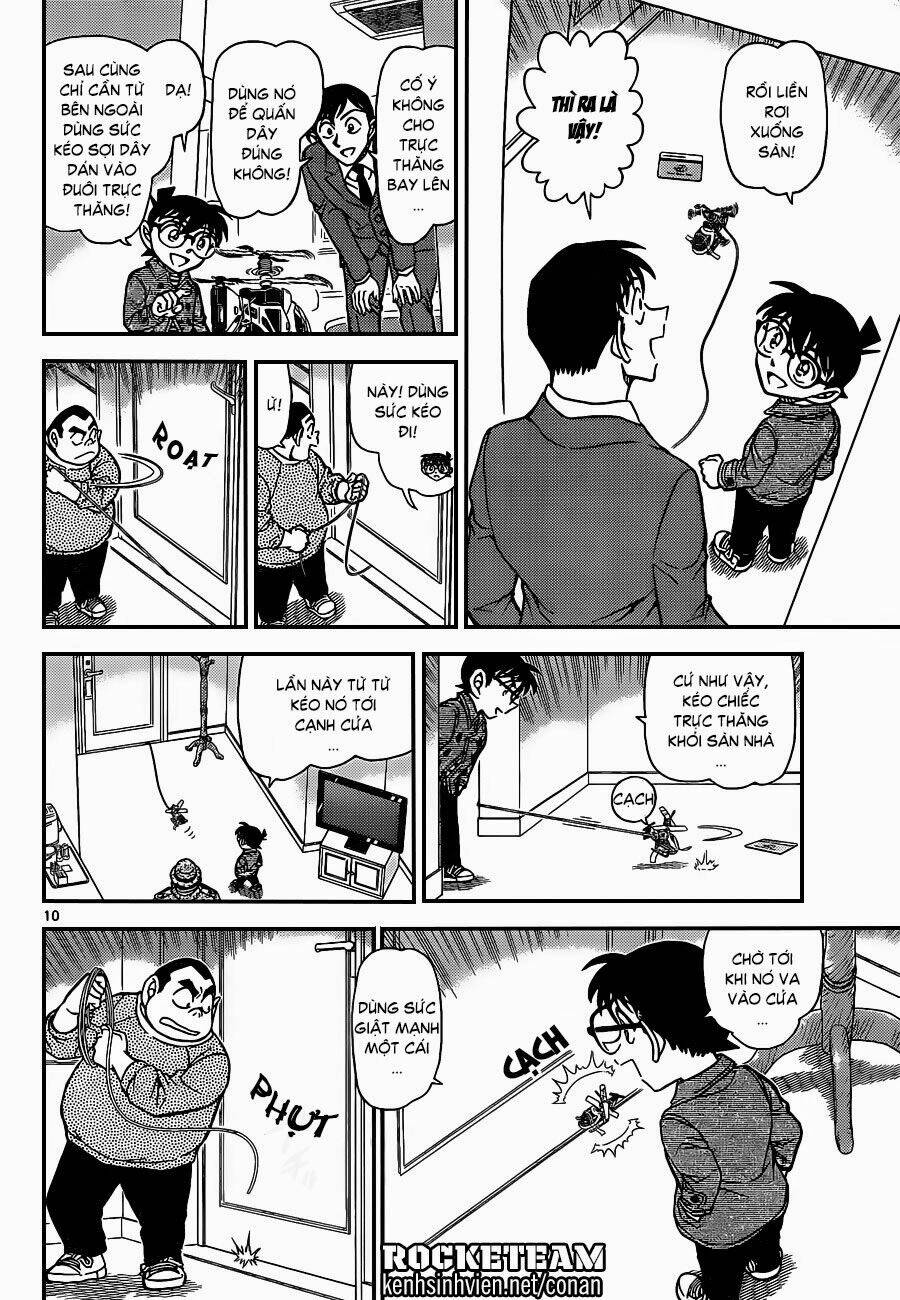 RỒI LIỀN
RƠI
XUỐNG
SÀN!
THÌ RA LÀ
VẬY!
CỐ Ý
KHÔNG
CHO
TRỰC
THĂNG
BAY LÊN
...
DÙNG NÓ
ĐỂ QUẤN
DÂY
ĐÚNG
KHÔNG!
DẠ!
SAU CÙNG
CHỈ CẦN TỪ
BÊN NGOÀI
DÙNG SỨC
KÉO SỢI DÂY
DÁN VÀO
ĐUÔI TRỰC
THĂNG!
NÀY! DÙNG
SỨC KÉO
ĐI!
Ừ!
ROẠT
CỨ NHƯ VẬY,
KÉO CHIẾC
TRỰC THĂNG
KHỎI SÀN NHÀ
...
CẠCH
LẦN NÀY TỪ TỪ
KÉO NÓ TỚI
CẠNH CỬA
...
10
CHỜ TỚI
KHI NÓ VA
VÀO CỬA
...
CẠCH
DÙNG SỨC
GIẬT MẠNH
MỘT CÁI
...
PHỰT
ROCKETEAM
kenhsinhvien.net/conan